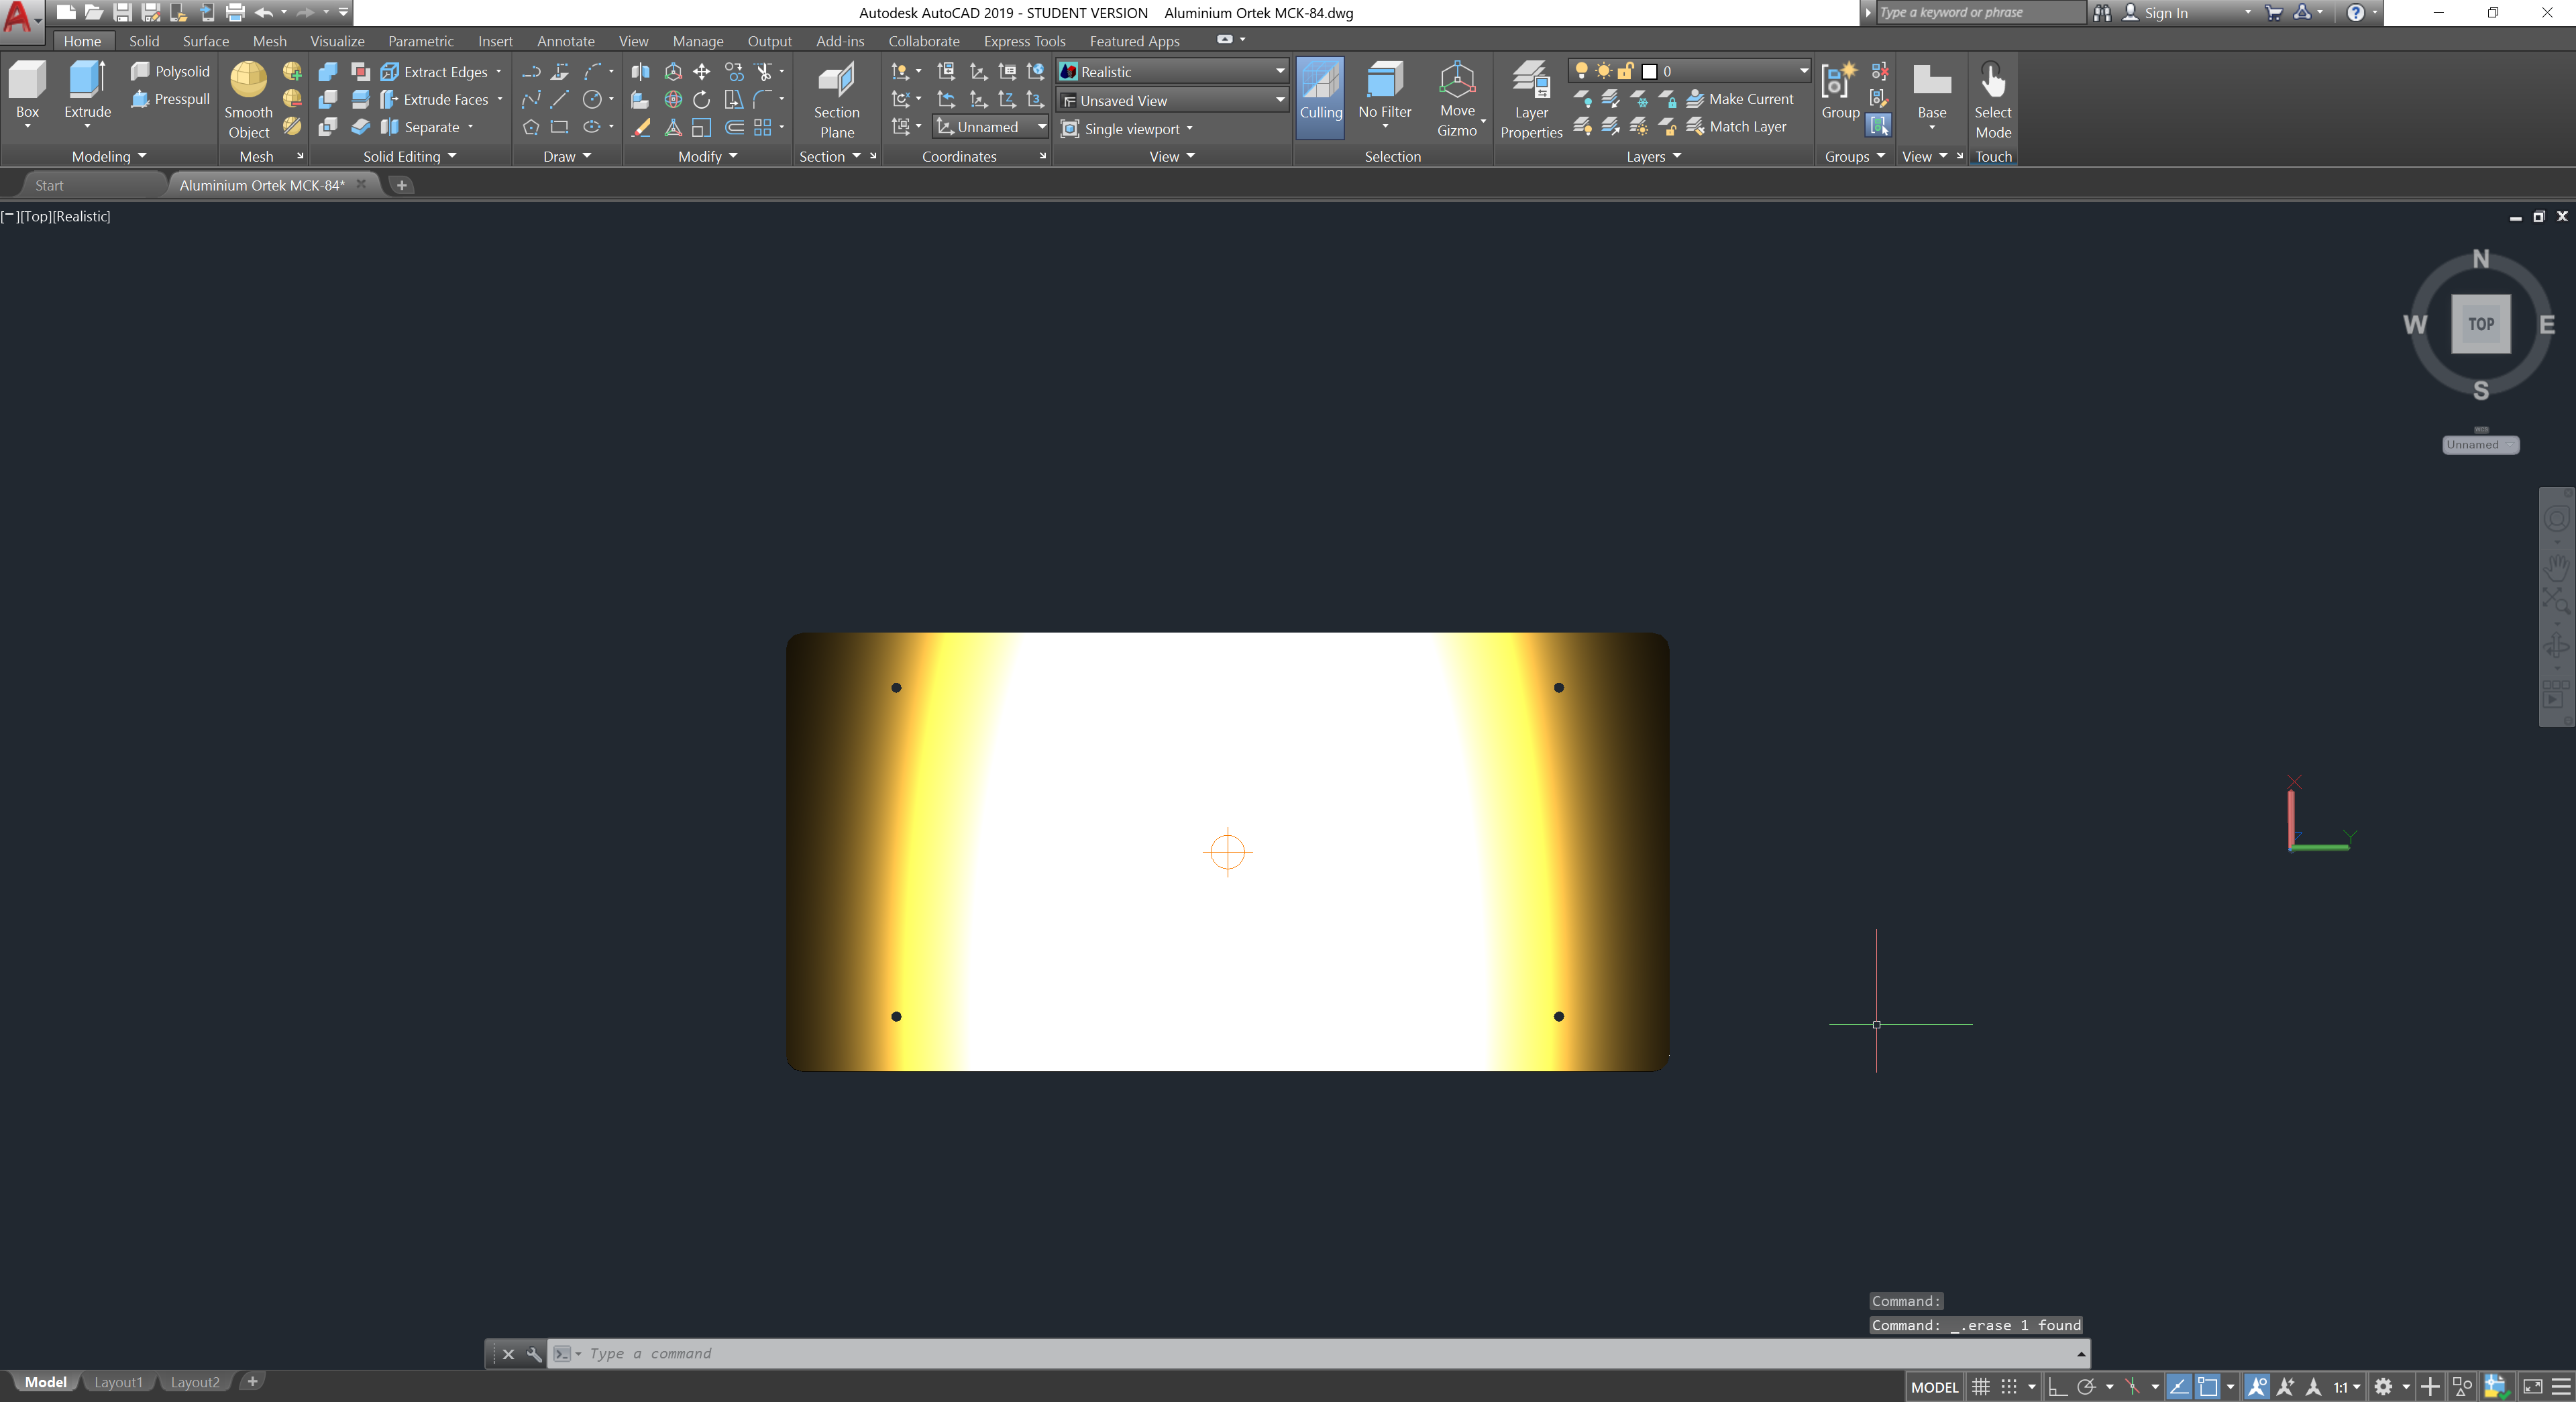 Autodesk AutoCAD 2019 - STUDENT VERSION Aluminium Ortek MCK-84.dwg
Type a keyword or phrase
Sign In
Home Solid Surface Mesh Visualize Parametric Insert Annotate View Manage Output Add-ins Collaborate Express Tools Featured Apps
Box
Extrude
Polysolid
Presspull
Modeling
Smooth
Object
Mesh
Extract Edges
Extrude Faces
Separate
Solid Editing
Draw
Modify
Section
Plane
Section
Unnamed
Coordinates
Realistic
Unsaved View
Single viewport
View
Culling
No Filter
Move
Gizmo
Selection
Layer
Properties
0
Make Current
Match Layer
Layers
Group
Groups
Base
View
Select
Mode
Touch
Start
Aluminium Ortek MCK-84*
[−][Top][Realistic]
N
W
TOP
E
S
WCS
Unnamed
X
Z
Y
Command:
Command: _.erase 1 found
Type a command
Model Layout1 Layout2
MODEL
1:1